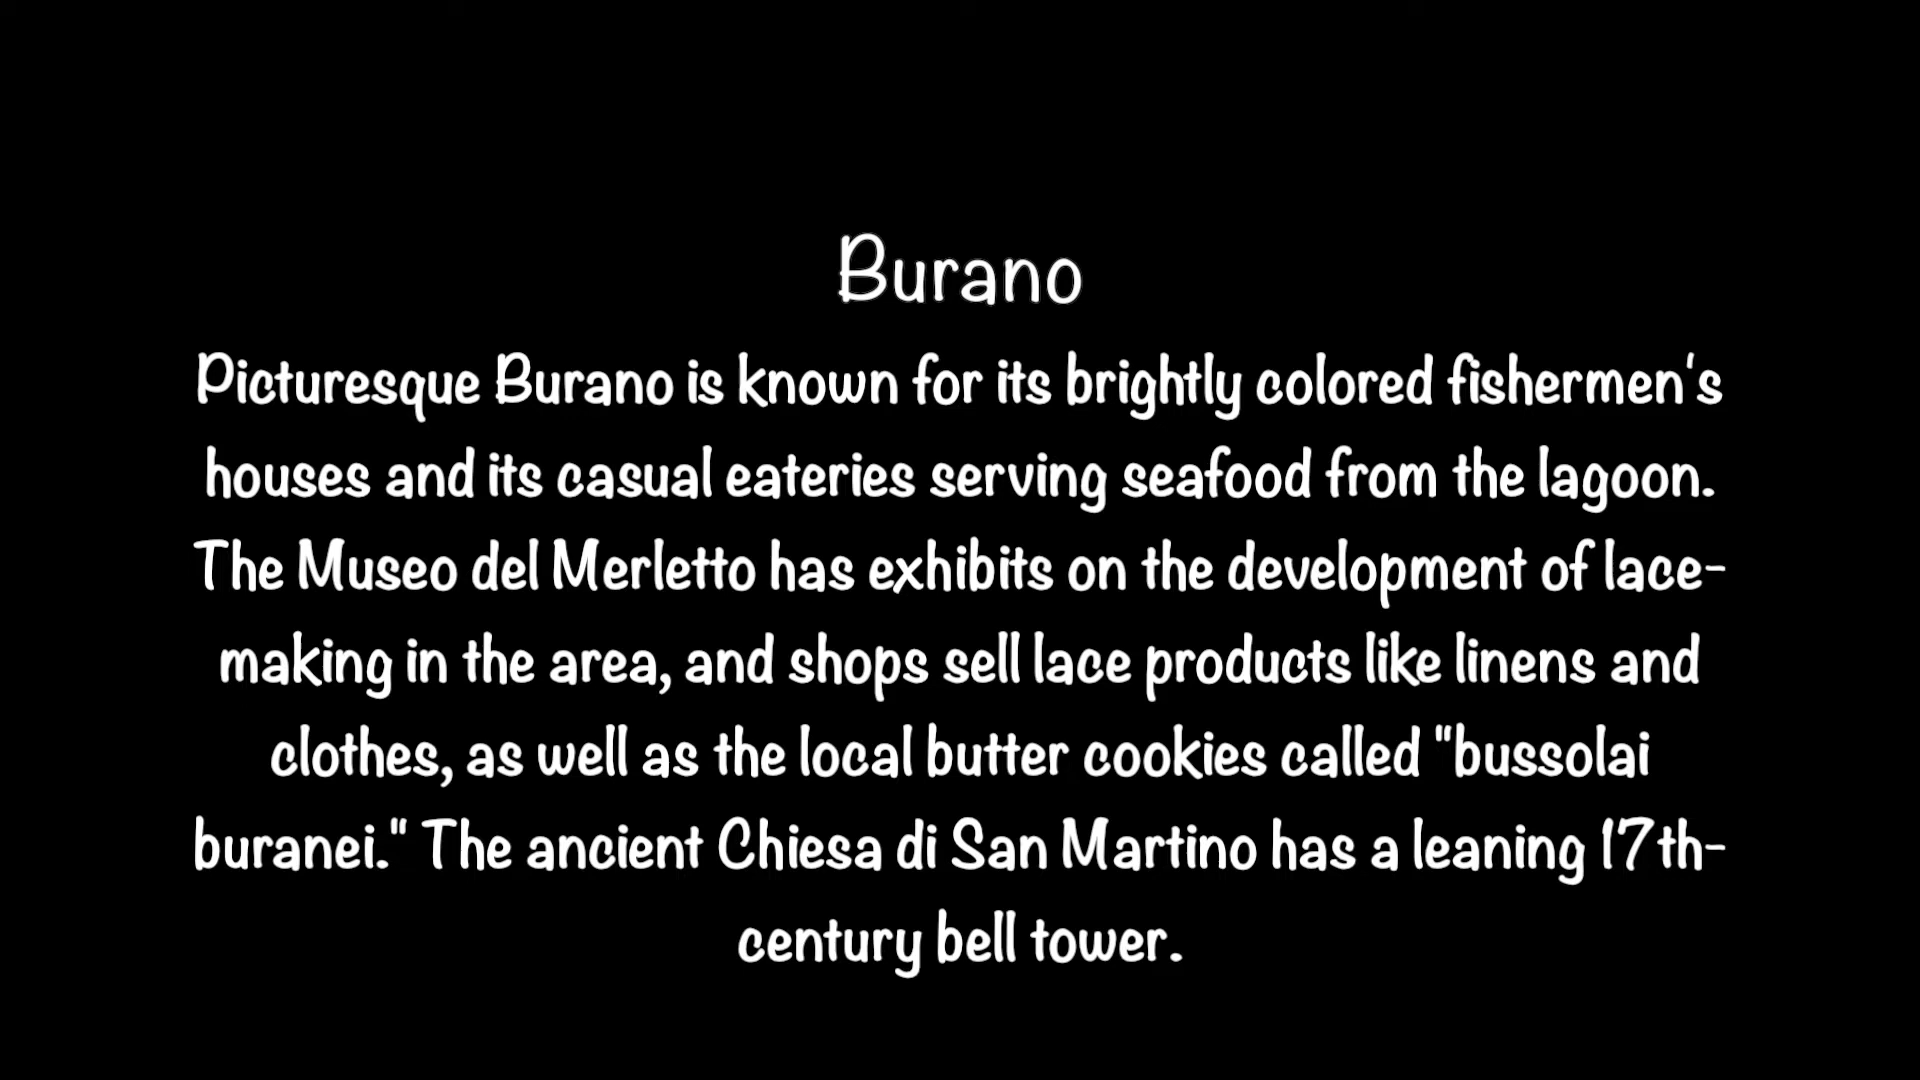 Burano
Picturesque Burano is known for its brightly colored fishermen's
houses and its casual eateries serving seafood from the lagoon.
The Museo del Merletto has exhibits on the development of lace-
making in the area, and shops sell lace products like linens and
clothes, as well as the local butter cookies called "bussolai
buranei." The ancient Chiesa di San Martino has a leaning 17th-
century bell tower.